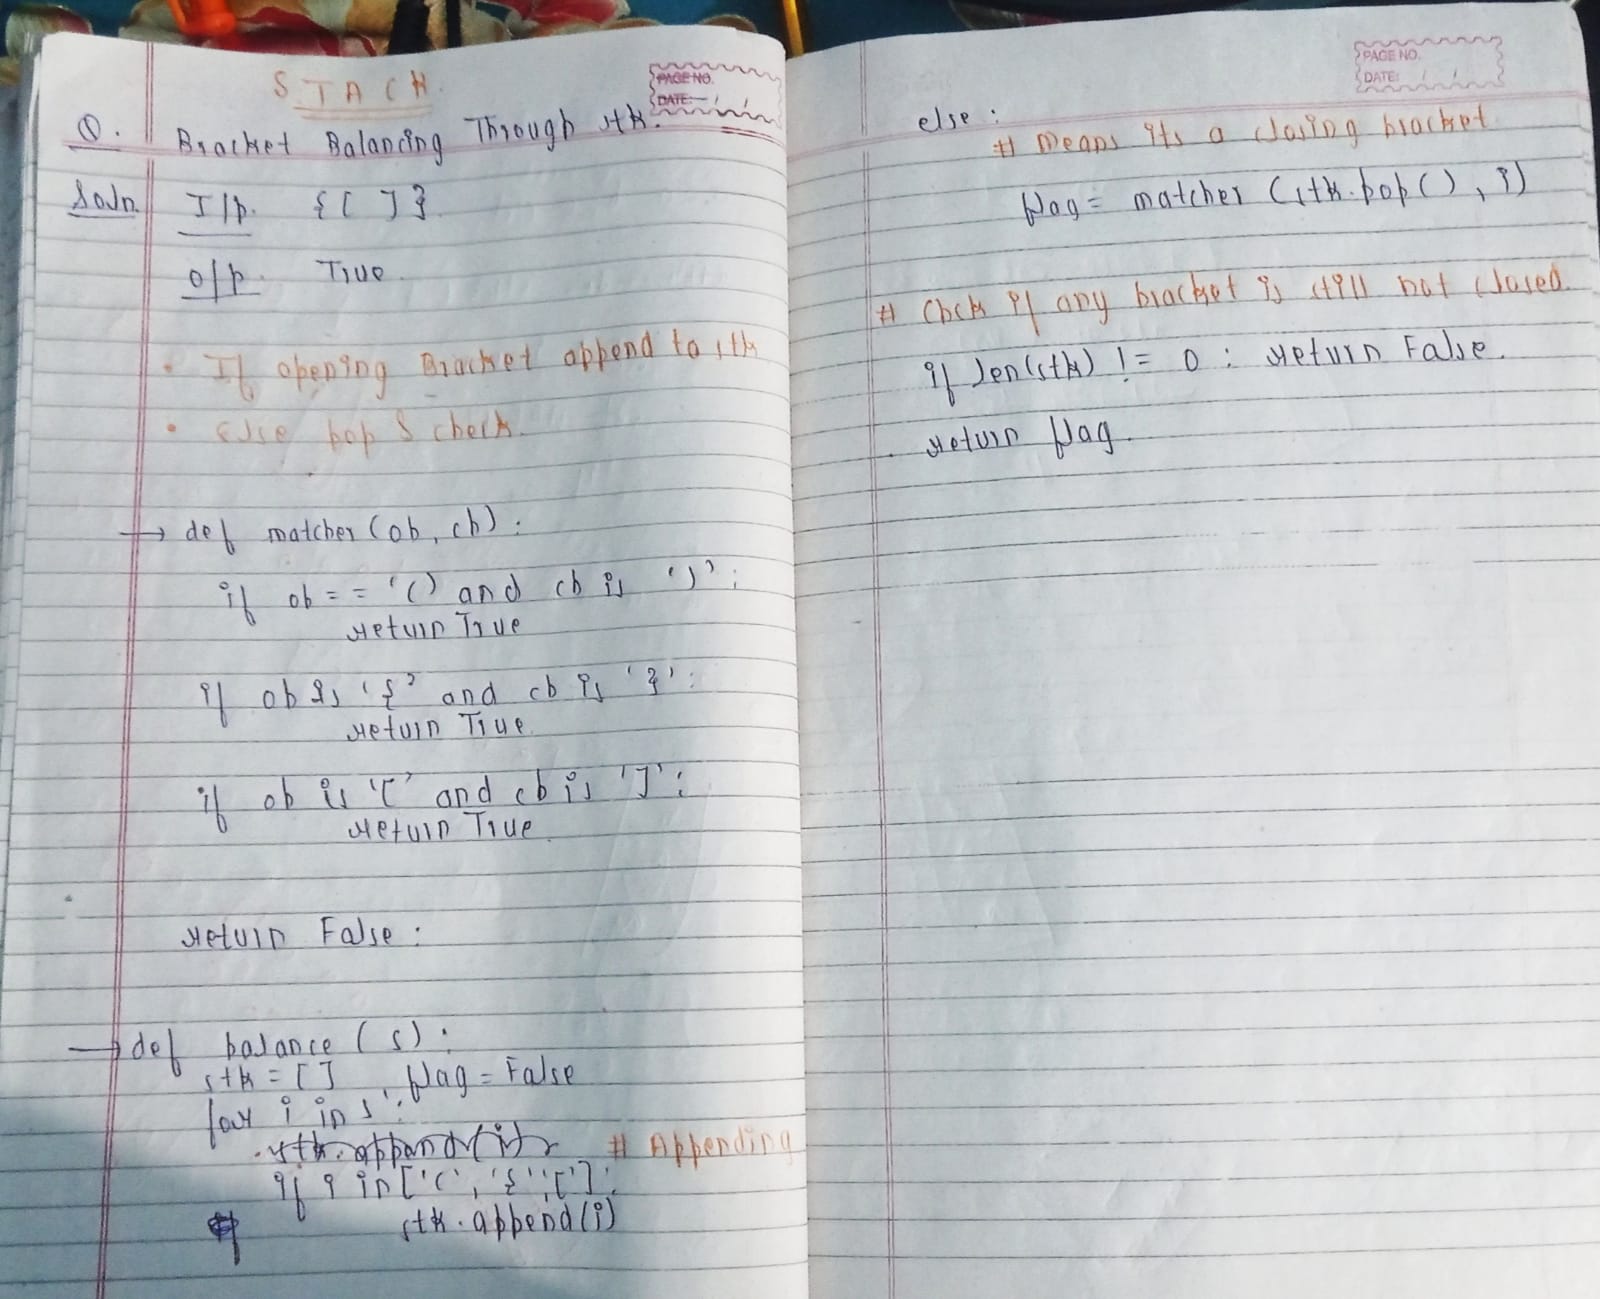 STACK
PAGE NO.
DATE: / /
Q. Bracket Balancing Through stk.
Soln I/p. {[ ]}
O/p. True.
• If opening Bracket append to stk
• Else pop & check.
→ def matcher(ob, cb):
if ob == '(' and cb is ')':
return True
if ob is '{' and cb is '}':
return True
if ob is '[' and cb is ']':
return True
return False:
→ def balance(s):
stk = [] , flag = False
for i in s:
stk.append(i) # Appending
if i in ['(', '{', '[']:
stk.append(i)
PAGE NO.
DATE: / /
else:
# Means its a closing bracket
flag = matcher (stk.pop(), i)
# Chck if any bracket is still not closed.
if len(stk) != 0 : return False.
return flag.